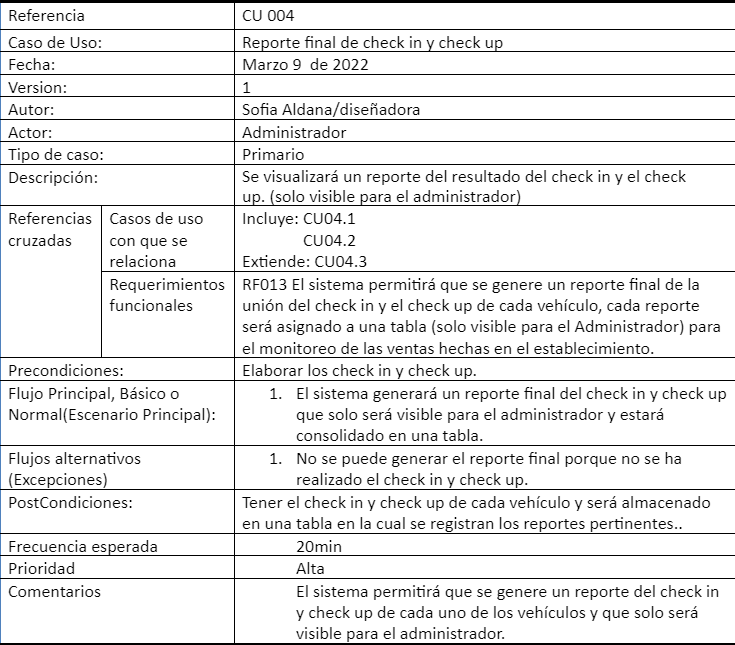 Referencia CU 004
Caso de Uso: Reporte final de check in y check up
Fecha: Marzo 9  de 2022
Version: 1
Autor: Sofia Aldana/diseñadora
Actor: Administrador
Tipo de caso: Primario
Descripción: Se visualizará un reporte del resultado del check in y el check
up. (solo visible para el administrador)
Referencias
cruzadas
Casos de uso
con que se
relaciona
Incluye: CU04.1
CU04.2
Extiende: CU04.3
Requerimientos
funcionales
RF013 El sistema permitirá que se genere un reporte final de la
unión del check in y el check up de cada vehículo, cada reporte
será asignado a una tabla (solo visible para el Administrador) para
el monitoreo de las ventas hechas en el establecimiento.
Precondiciones: Elaborar los check in y check up.
Flujo Principal, Básico o
Normal(Escenario Principal):
1. El sistema generará un reporte final del check in y check up
que solo será visible para el administrador y estará
consolidado en una tabla.
Flujos alternativos
(Excepciones)
1. No se puede generar el reporte final porque no se ha
realizado el check in y check up.
PostCondiciones: Tener el check in y check up de cada vehículo y será almacenado
en una tabla en la cual se registran los reportes pertinentes..
Frecuencia esperada 20min
Prioridad Alta
Comentarios El sistema permitirá que se genere un reporte del check in
y check up de cada uno de los vehículos y que solo será
visible para el administrador.